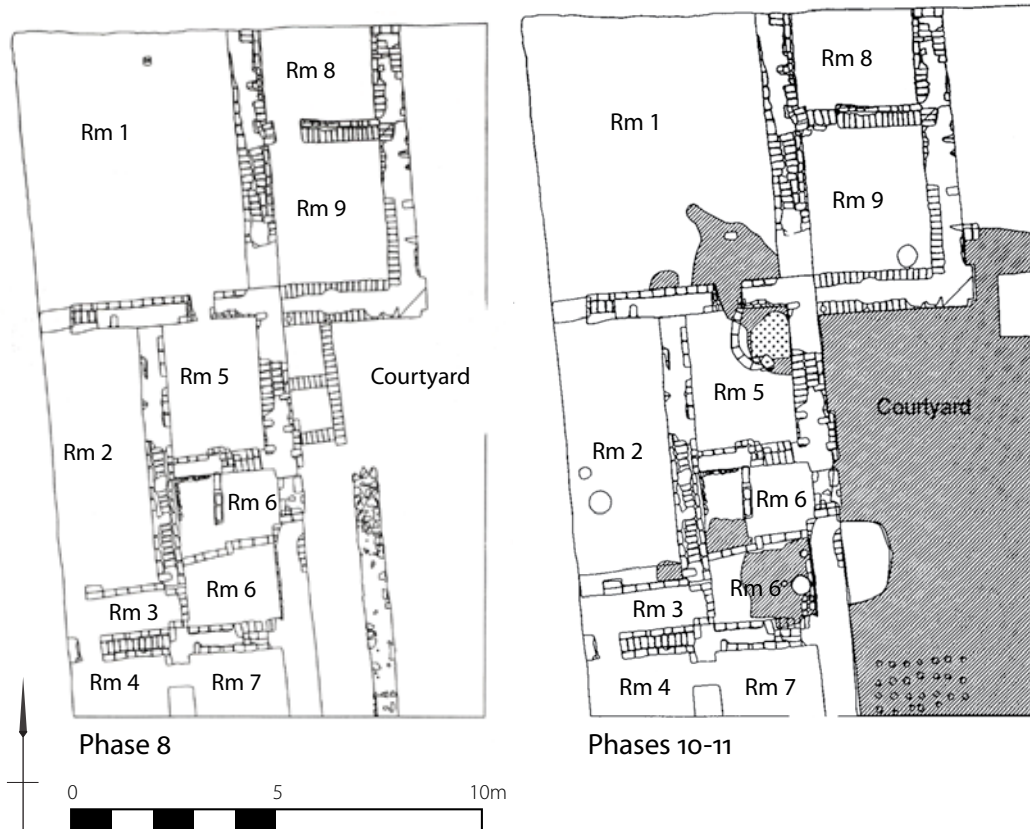 Rm 8
Rm 1
Rm 9
Rm 5
Courtyard
Rm 2
Rm 6
Rm 6
Rm 3
Rm 4
Rm 7
Phase 8
Rm 8
Rm 1
Rm 9
Rm 5
Courtyard
Rm 2
Rm 6
Rm 6
Rm 3
Rm 4
Rm 7
Phases 10-11
0 5 10m